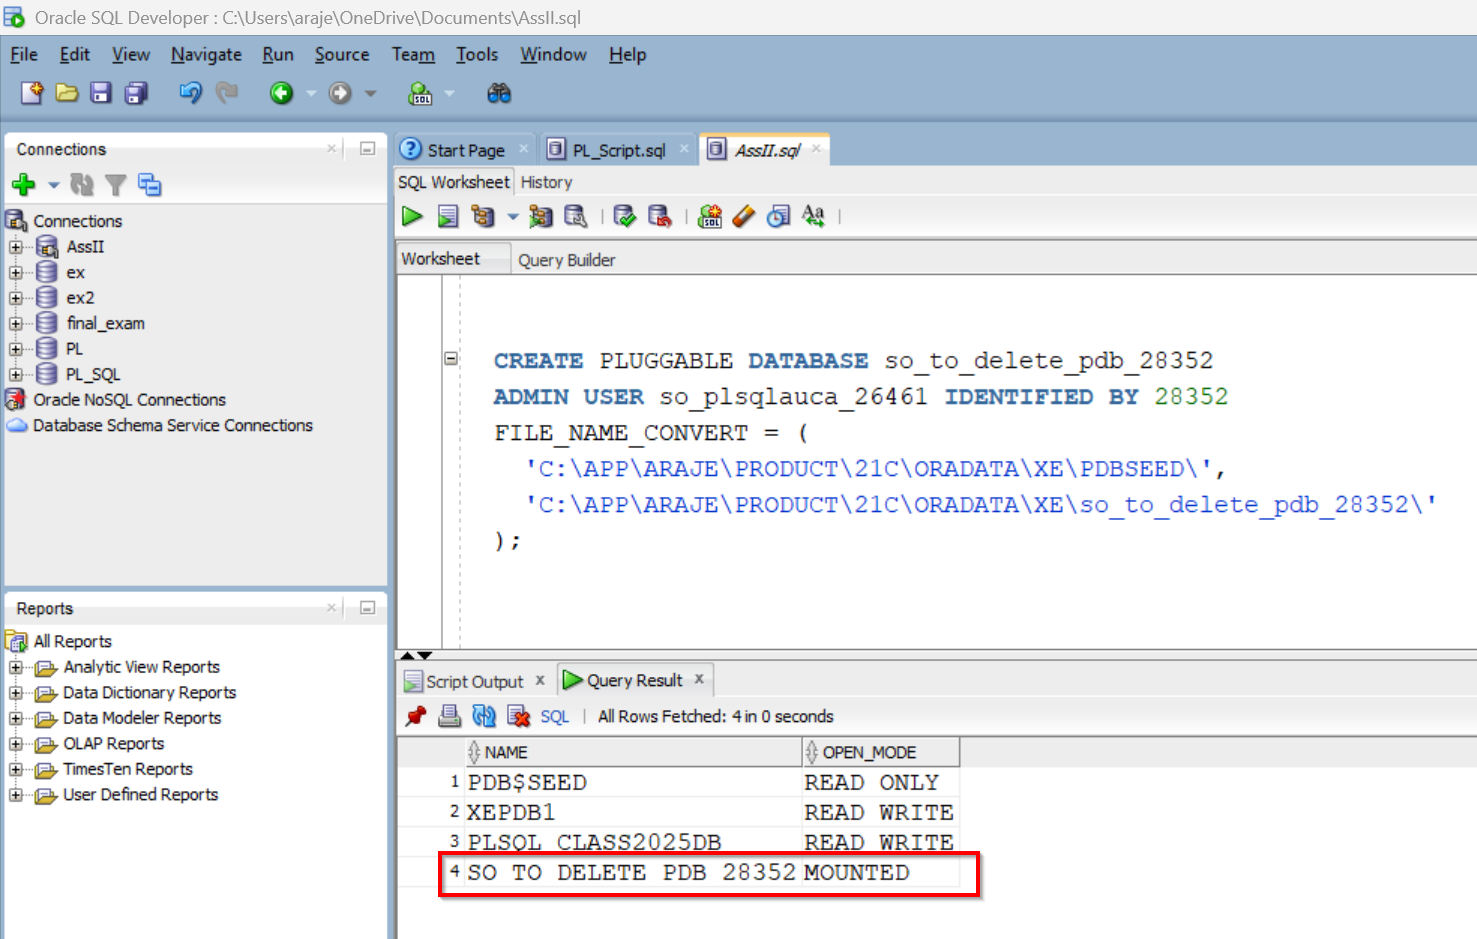 Oracle SQL Developer : C:\Users\araje\OneDrive\Documents\AssII.sql
File Edit View Navigate Run Source Team Tools Window Help
SQL
Connections
Connections
AssII
ex
ex2
final_exam
PL
PL_SQL
Oracle NoSQL Connections
Database Schema Service Connections
Reports
All Reports
Analytic View Reports
Data Dictionary Reports
Data Modeler Reports
OLAP Reports
TimesTen Reports
User Defined Reports
Start Page PL_Script.sql AssII.sql
SQL Worksheet History
SQL Aa
Worksheet Query Builder
CREATE PLUGGABLE DATABASE so_to_delete_pdb_28352
ADMIN USER so_plsqlauca_26461 IDENTIFIED BY 28352
FILE_NAME_CONVERT = (
'C:\APP\ARAJE\PRODUCT\21C\ORADATA\XE\PDBSEED\',
'C:\APP\ARAJE\PRODUCT\21C\ORADATA\XE\so_to_delete_pdb_28352\'
);
Script Output x Query Result x
SQL | All Rows Fetched: 4 in 0 seconds
NAME OPEN_MODE
1 PDB$SEED READ ONLY
2 XEPDB1 READ WRITE
3 PLSQL_CLASS2025DB READ WRITE
4 SO_TO_DELETE_PDB_28352 MOUNTED